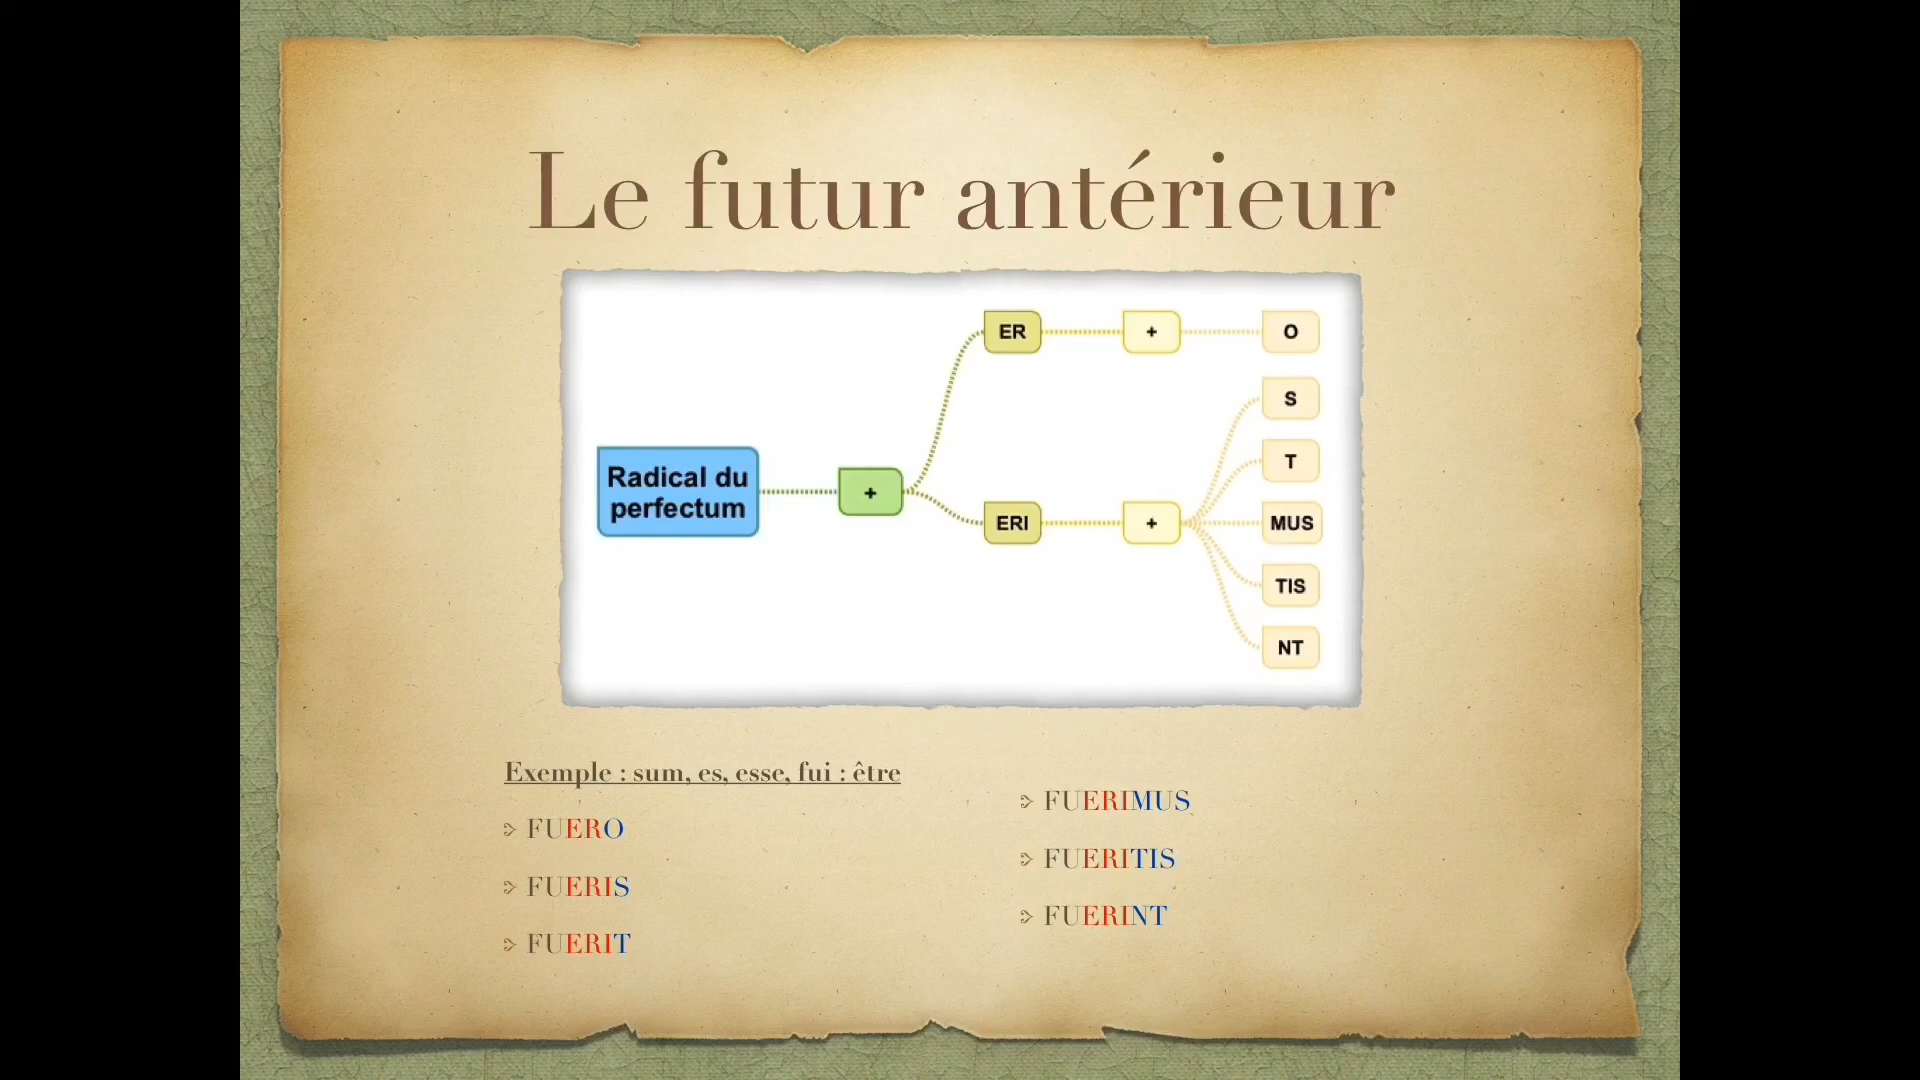 Le futur antérieur
ER + O
S
T
Radical du
perfectum
+
ERI + MUS
TIS
NT
Exemple : sum, es, esse, fui : être
FUERO
FUERIS
FUERIT
FUERIMUS
FUERITIS
FUERINT